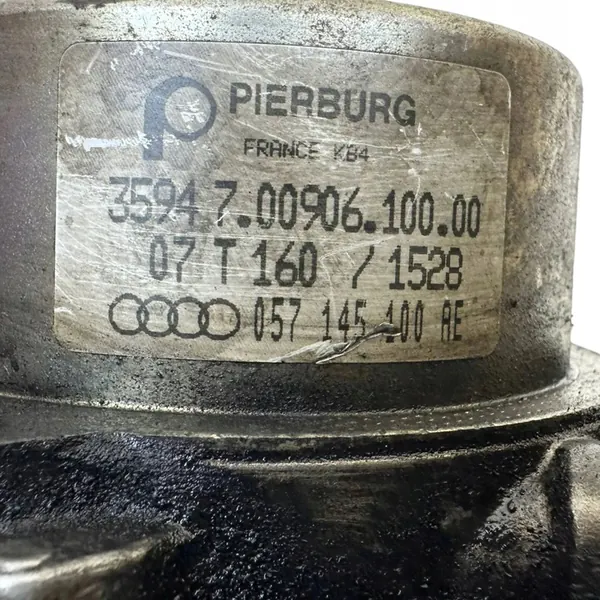 PIERBURG
FRANCE KB4
3594 7.00906.100.00
07 T 160 / 1528
057 145 100 AE